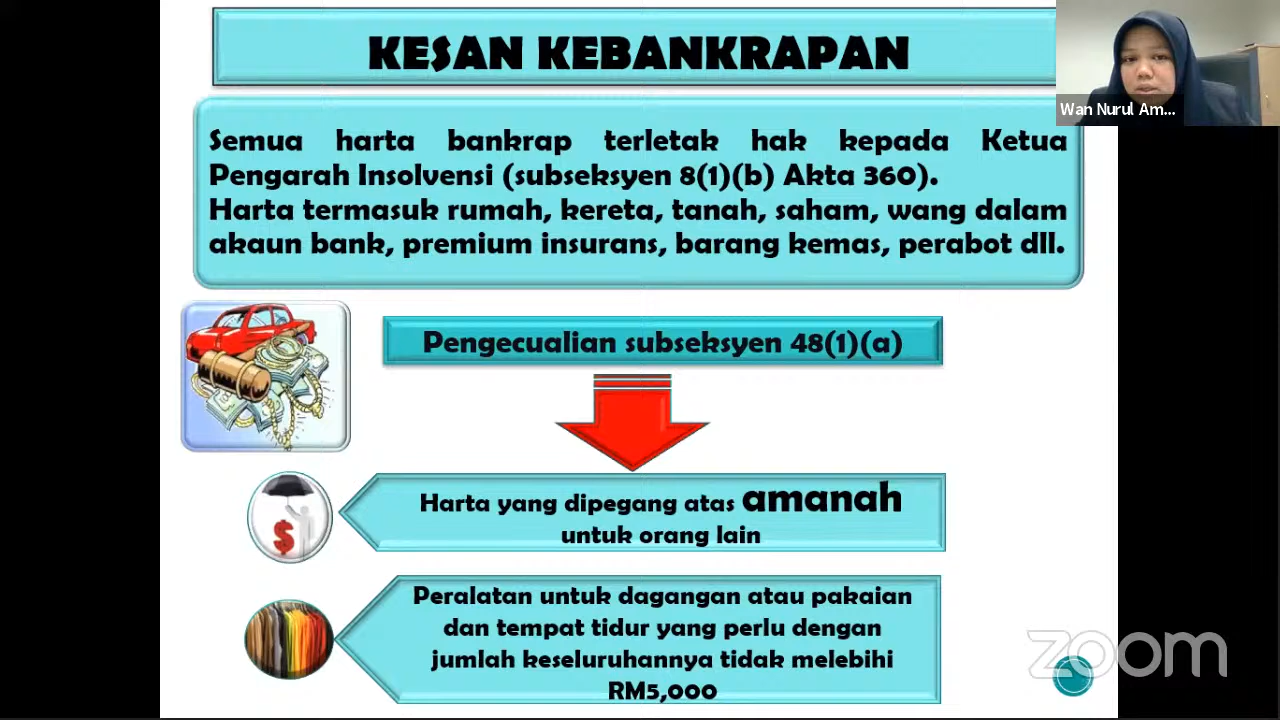 KESAN KEBANKRAPAN
Wan Nurul Am...
Semua harta bankrap terletak hak kepada Ketua
Pengarah Insolvensi (subseksyen 8(1)(b) Akta 360).
Harta termasuk rumah, kereta, tanah, saham, wang dalam
akaun bank, premium insurans, barang kemas, perabot dll.
Pengecualian subseksyen 48(1)(a)
Harta yang dipegang atas amanah
untuk orang lain
$
Peralatan untuk dagangan atau pakaian
dan tempat tidur yang perlu dengan
jumlah keseluruhannya tidak melebihi
RM5,000
zoom